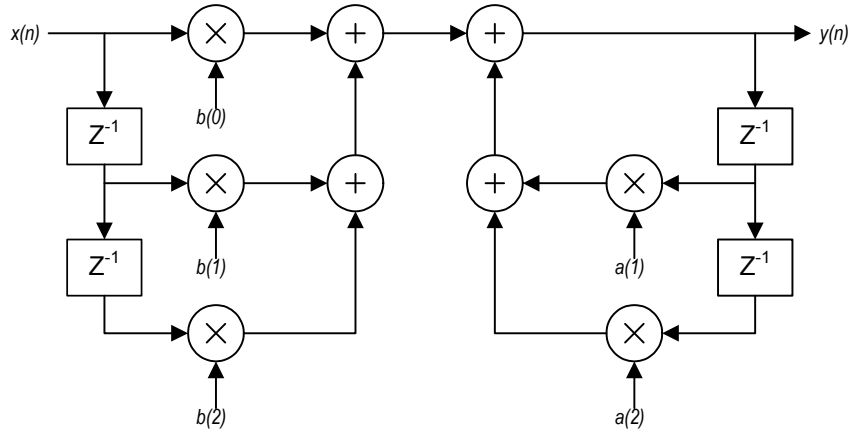 x(n)
y(n)
b(0)
Z⁻¹
Z⁻¹
b(1)
a(1)
Z⁻¹
Z⁻¹
b(2)
a(2)